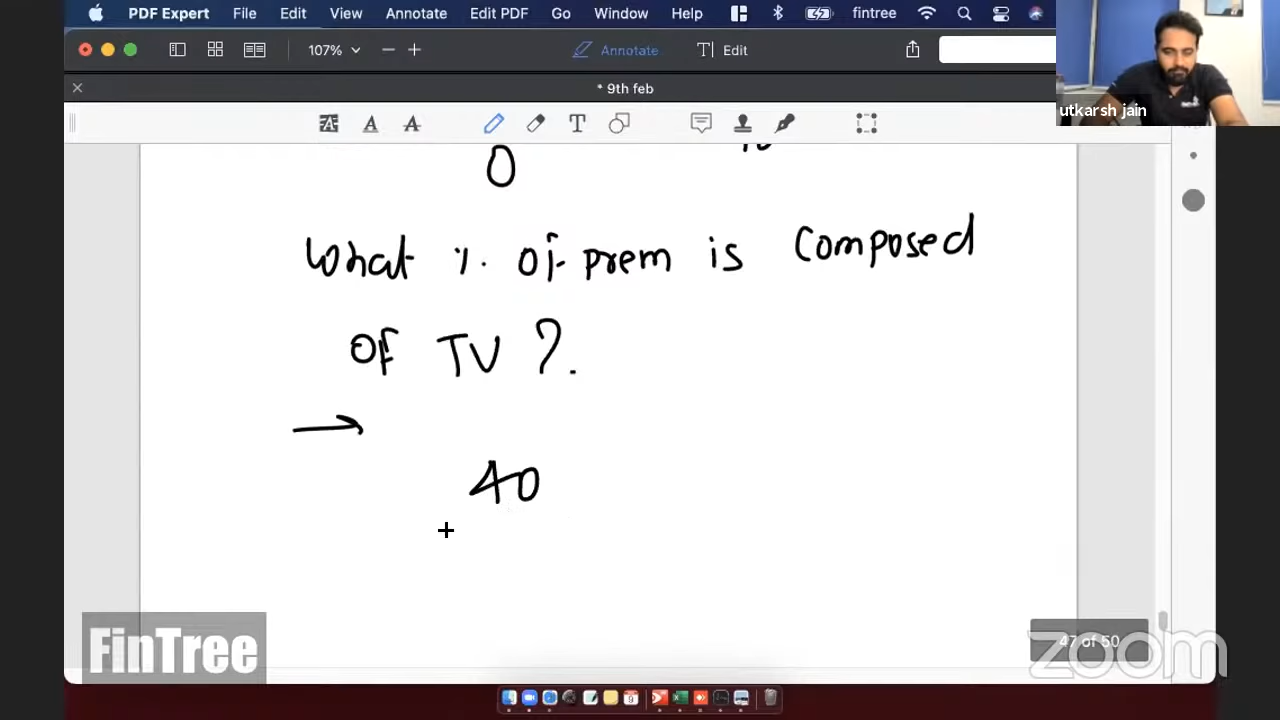 PDF Expert File Edit View Annotate Edit PDF Go Window Help fintree
107% Annotate T Edit
* 9th feb
utkarsh jain
A A A T
0
What %. of prem is composed
of TV ?.
→
40
FinTree
47 of 50
zoom